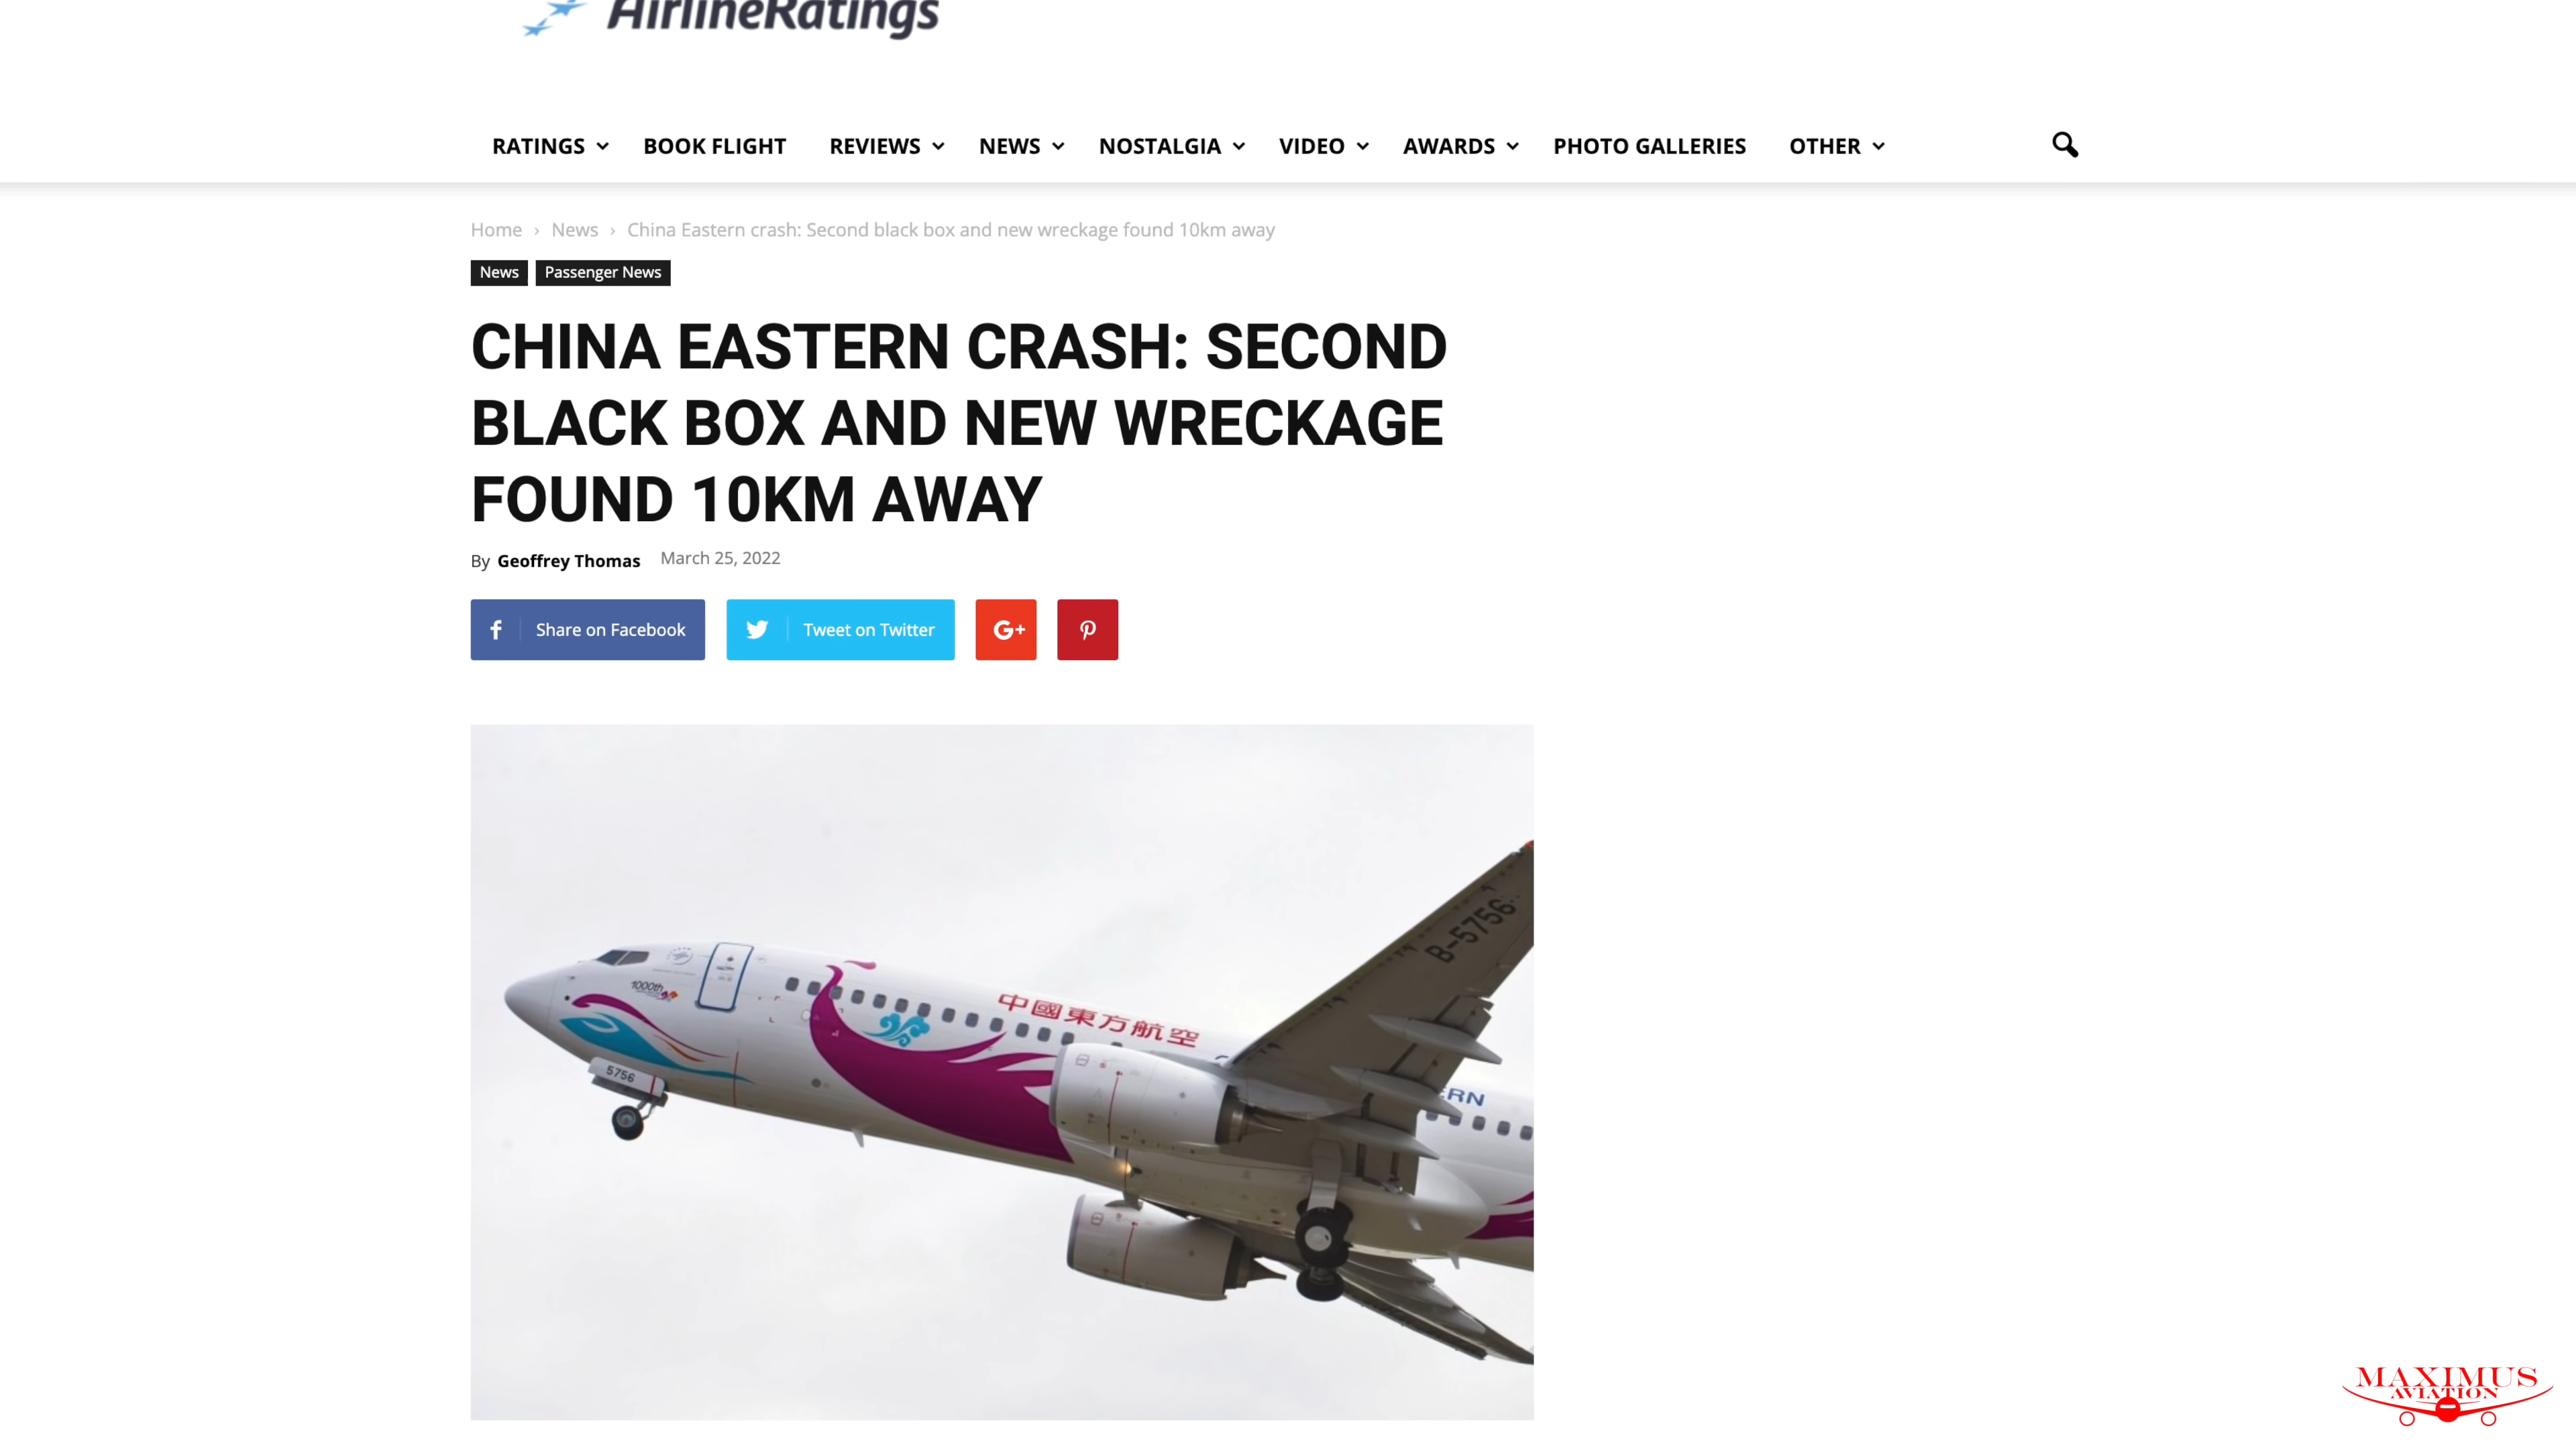 AirlineRatings
RATINGS BOOK FLIGHT REVIEWS NEWS NOSTALGIA VIDEO AWARDS PHOTO GALLERIES OTHER
Home › News › China Eastern crash: Second black box and new wreckage found 10km away
News Passenger News
CHINA EASTERN CRASH: SECOND
BLACK BOX AND NEW WRECKAGE
FOUND 10KM AWAY
By Geoffrey Thomas March 25, 2022
f Share on Facebook Tweet on Twitter G+
B-5756
1000th
中國東方航空
5756
ERN
MAXIMUS
AVIATION